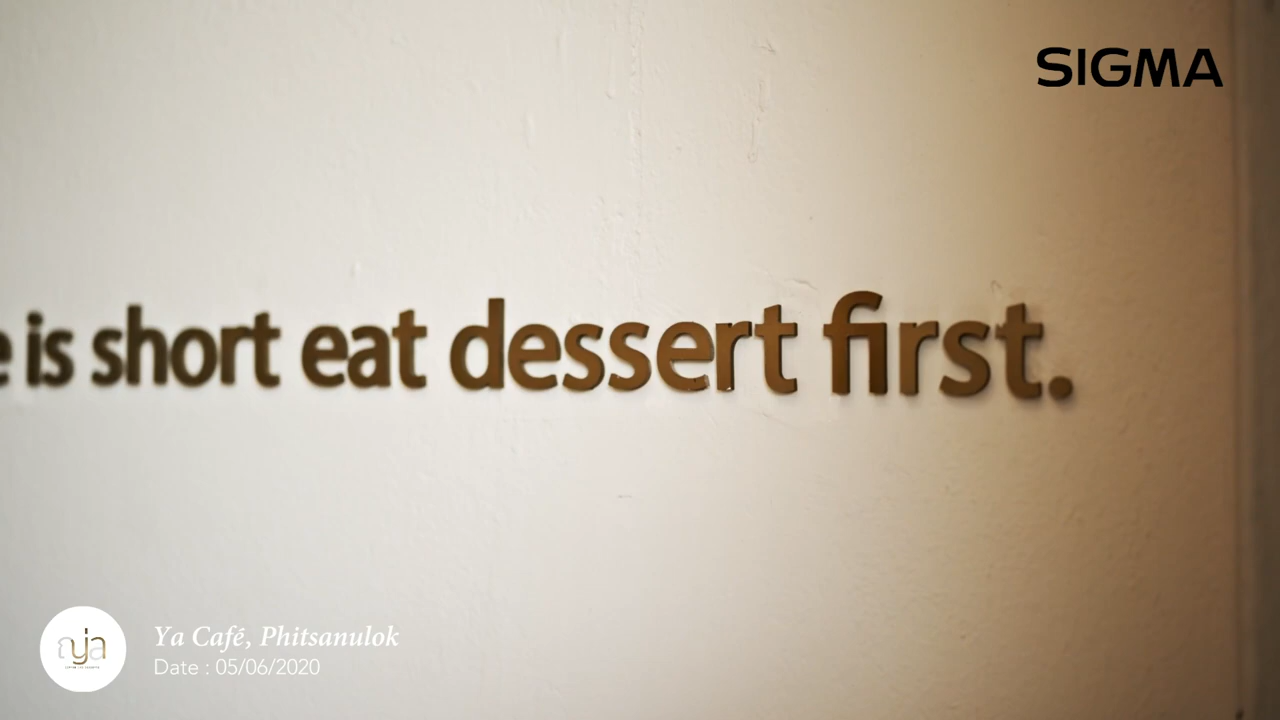 SIGMA
e is short eat dessert first.
Ya Café, Phitsanulok
Date : 05/06/2020